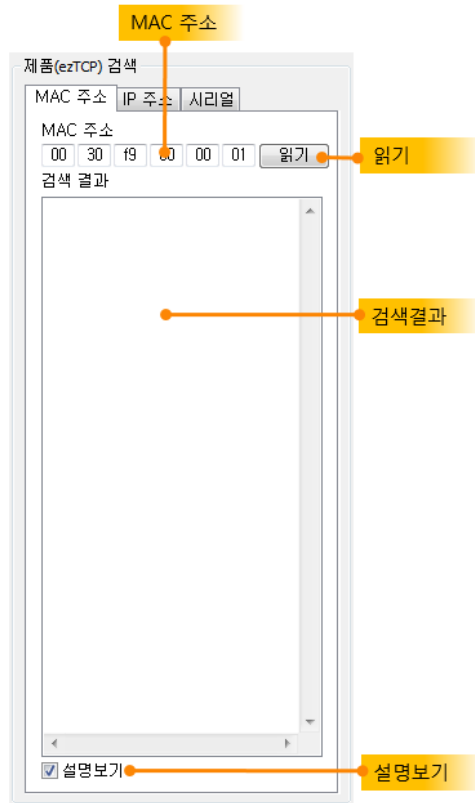 MAC 주소
제품(ezTCP) 검색
MAC 주소 IP 주소 시리얼
MAC 주소
00 30 f9 00 00 01 읽기 읽기
검색 결과
검색결과
설명보기 설명보기